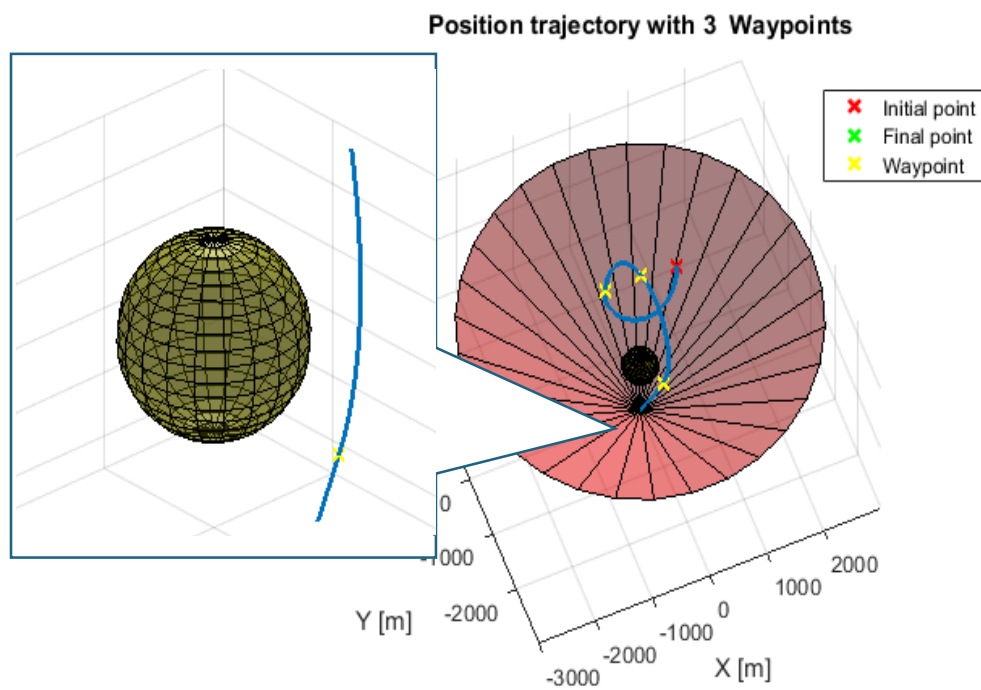 Position trajectory with 3 Waypoints
Initial point
Final point
Waypoint
0
-1000
-2000
Y [m]
-3000
-2000
-1000
0
1000
2000
X [m]